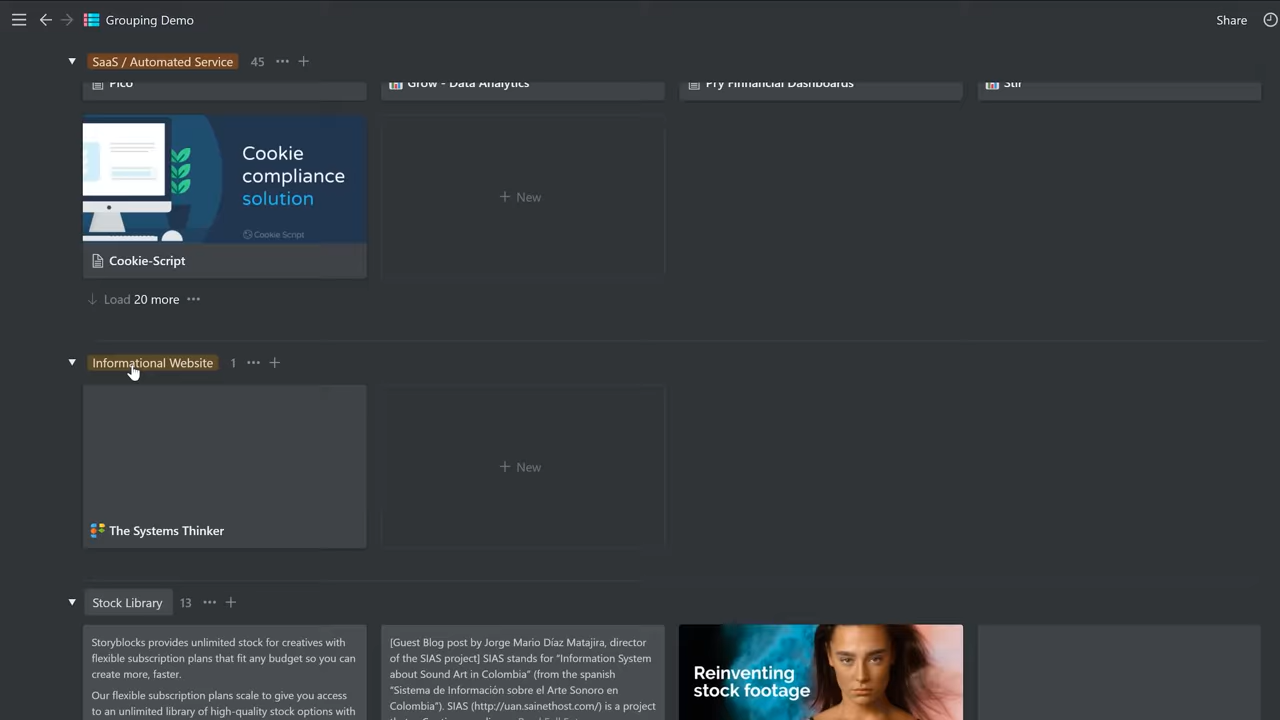 Grouping Demo
Share
SaaS / Automated Service 45
Pico
Grow - Data Analytics
Pry Finnancial Dashboards
Stir
Cookie
compliance
solution
Cookie Script
+ New
Cookie-Script
Load 20 more
Informational Website 1
+ New
The Systems Thinker
Stock Library 13
Storyblocks provides unlimited stock for creatives with
flexible subscription plans that fit any budget so you can
create more, faster.
Our flexible subscription plans scale to give you access
to an unlimited library of high-quality stock options with
[Guest Blog post by Jorge Mario Díaz Matajira, director
of the SIAS project] SIAS stands for "Information System
about Sound Art in Colombia" (from the spanish
"Sistema de Información sobre el Arte Sonoro en
Colombia"). SIAS (http://uan.sainethost.com/) is a project
Reinventing
stock footage